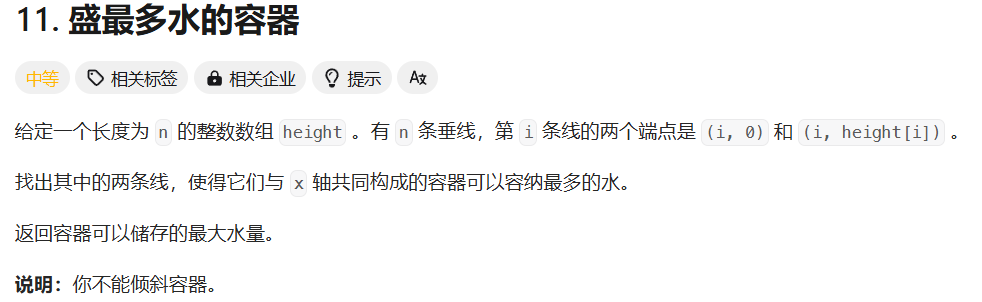 11. 盛最多水的容器
中等 相关标签 相关企业 提示 A文
给定一个长度为 n 的整数数组 height 。有 n 条垂线，第 i 条线的两个端点是 (i, 0) 和 (i, height[i]) 。
找出其中的两条线，使得它们与 x 轴共同构成的容器可以容纳最多的水。
返回容器可以储存的最大水量。
说明：你不能倾斜容器。